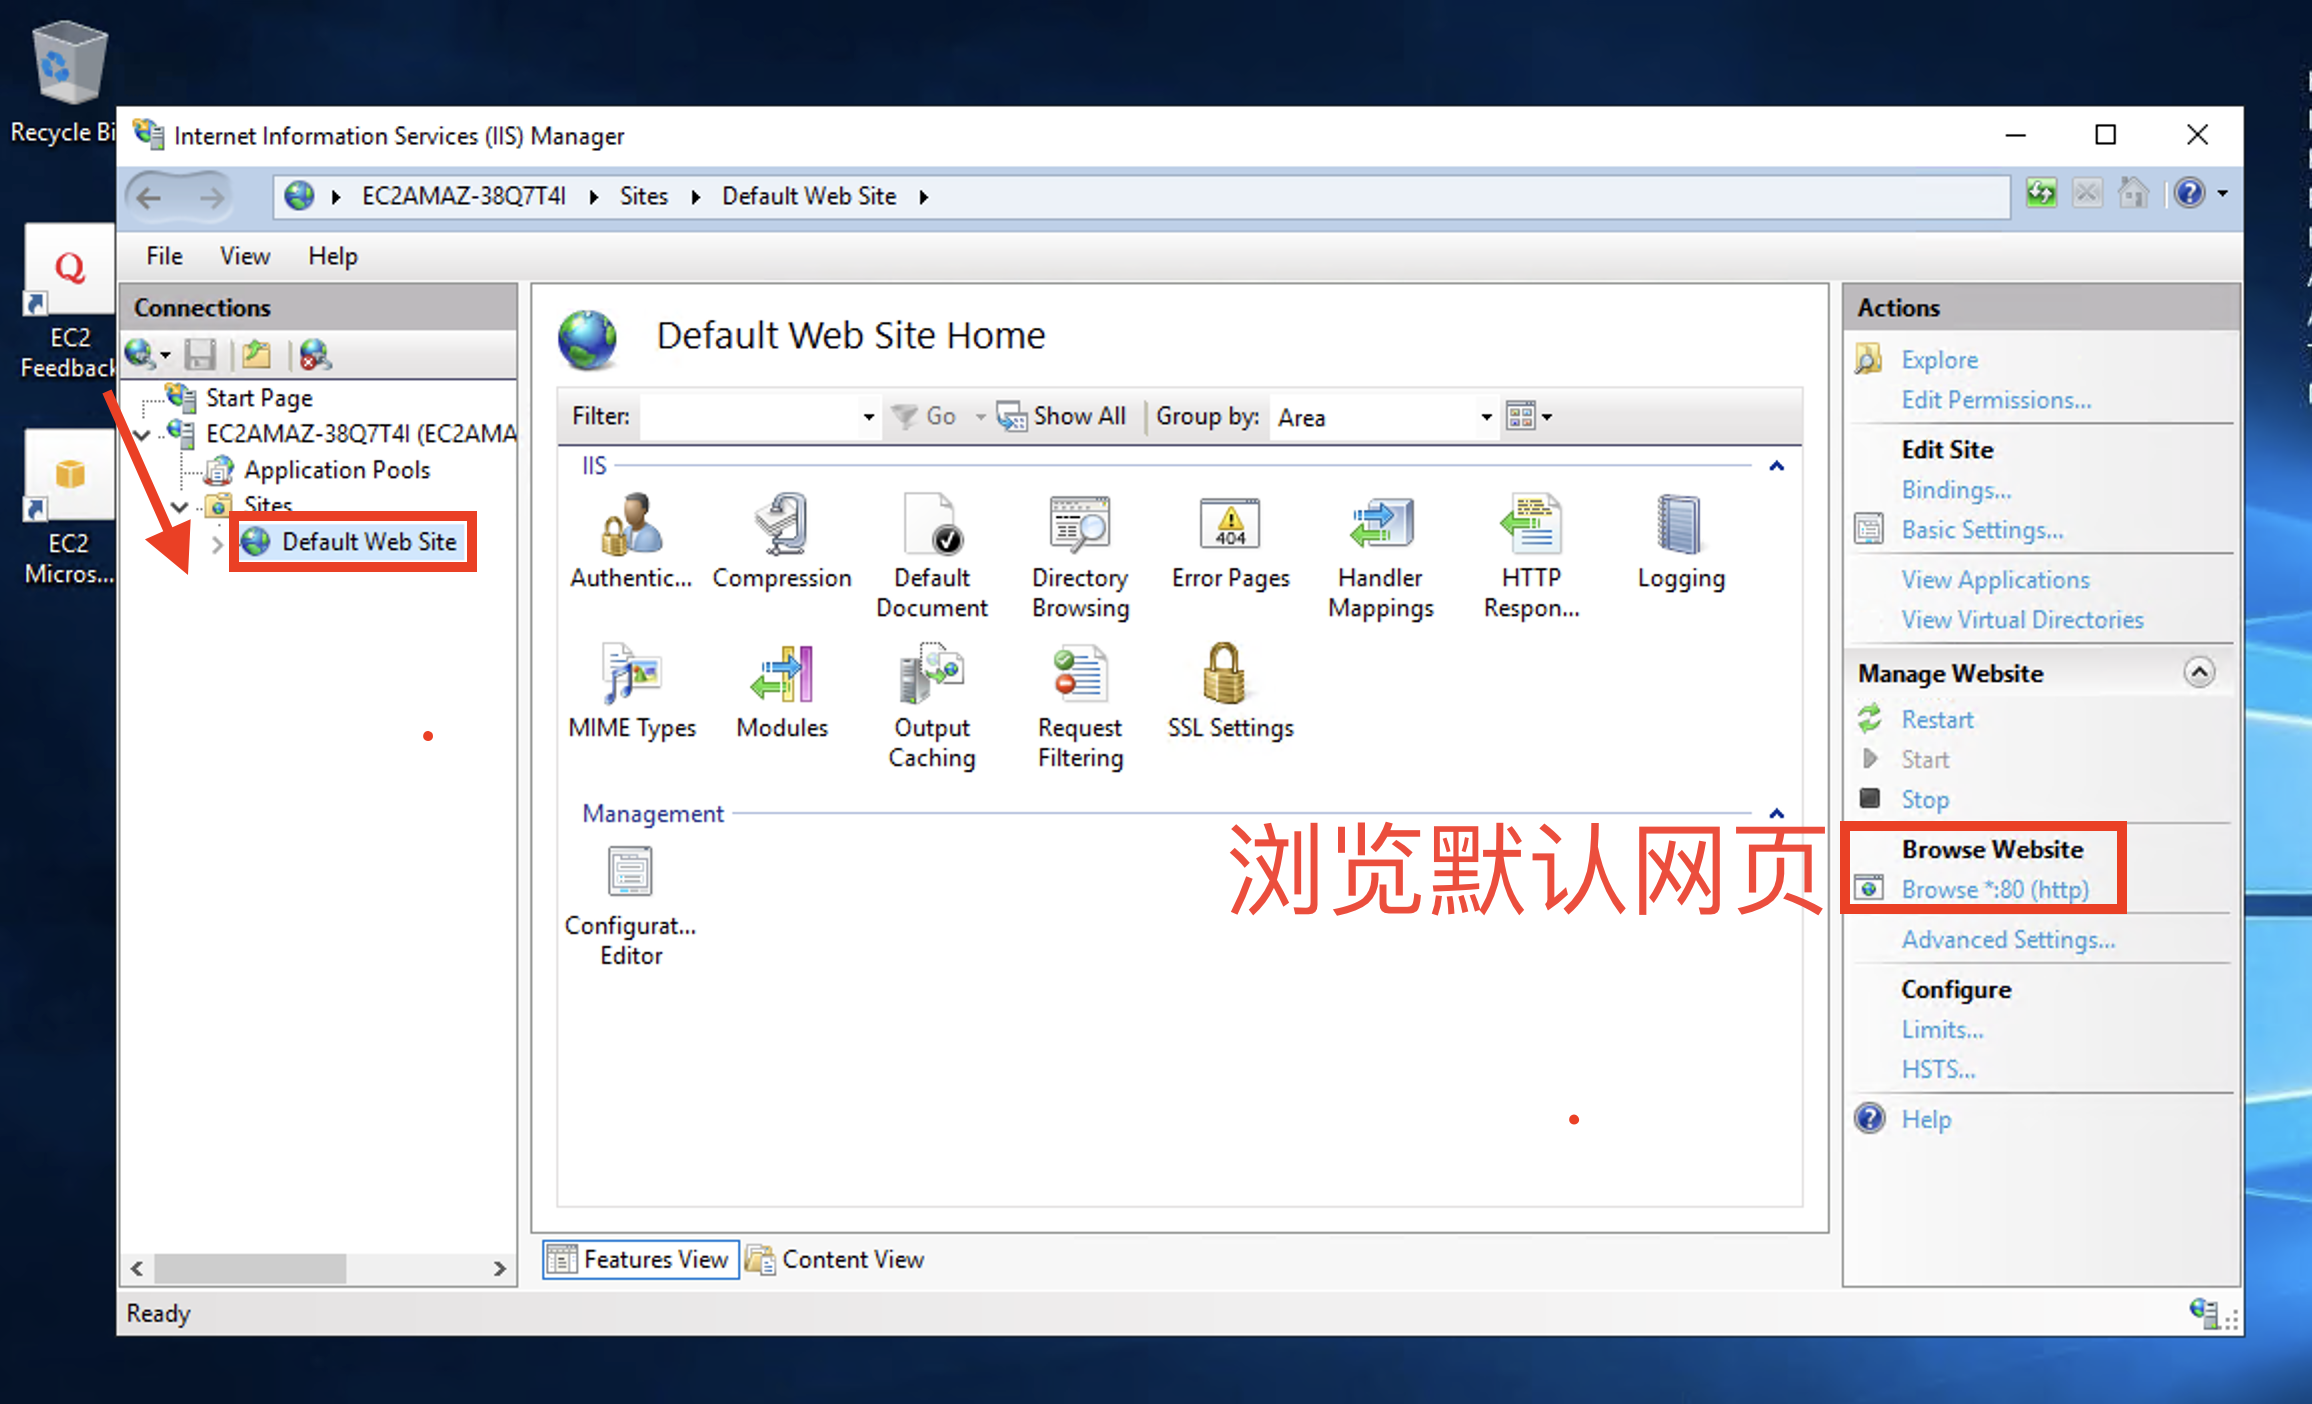 Recycle Bi
Internet Information Services (IIS) Manager
EC2AMAZ-38Q7T4I
Sites
Default Web Site
File
View
Help
EC2
Feedback
EC2
Micros...
Connections
Start Page
EC2AMAZ-38Q7T4I (EC2AMA
Application Pools
Sites
Default Web Site
Default Web Site Home
Filter:
Go
Show All
Group by:
Area
IIS
Authentic...
Compression
Default
Document
Directory
Browsing
404
Error Pages
Handler
Mappings
HTTP
Respon...
Logging
MIME Types
Modules
Output
Caching
Request
Filtering
SSL Settings
Management
Configurat...
Editor
浏览默认网页
Features View
Content View
Actions
Explore
Edit Permissions...
Edit Site
Bindings...
Basic Settings...
View Applications
View Virtual Directories
Manage Website
Restart
Start
Stop
Browse Website
Browse *:80 (http)
Advanced Settings...
Configure
Limits...
HSTS...
Help
Ready